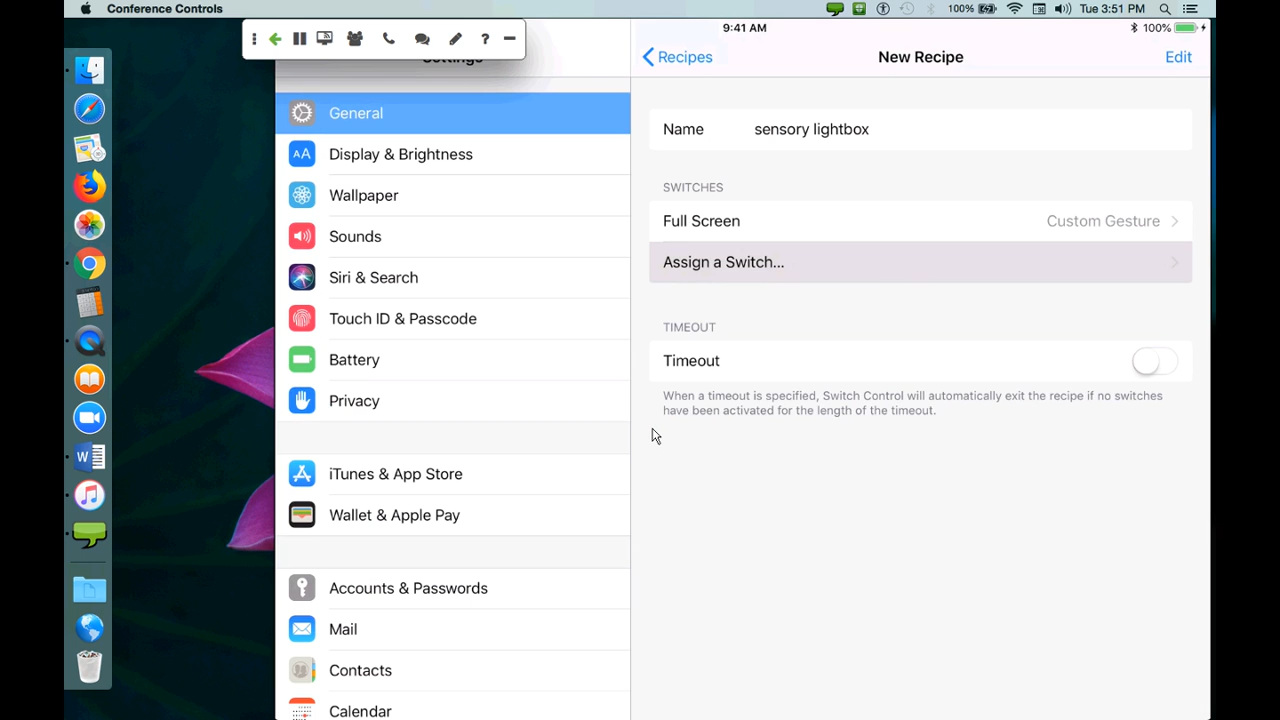 Conference Controls
100%
Tue 3:51 PM
9:41 AM
100%
Settings
General
AA Display & Brightness
Wallpaper
Sounds
Siri & Search
Touch ID & Passcode
Battery
Privacy
iTunes & App Store
Wallet & Apple Pay
Accounts & Passwords
Mail
Contacts
Calendar
Recipes
New Recipe
Edit
Name sensory lightbox
SWITCHES
Full Screen Custom Gesture
Assign a Switch...
TIMEOUT
Timeout
When a timeout is specified, Switch Control will automatically exit the recipe if no switches
have been activated for the length of the timeout.
W
?